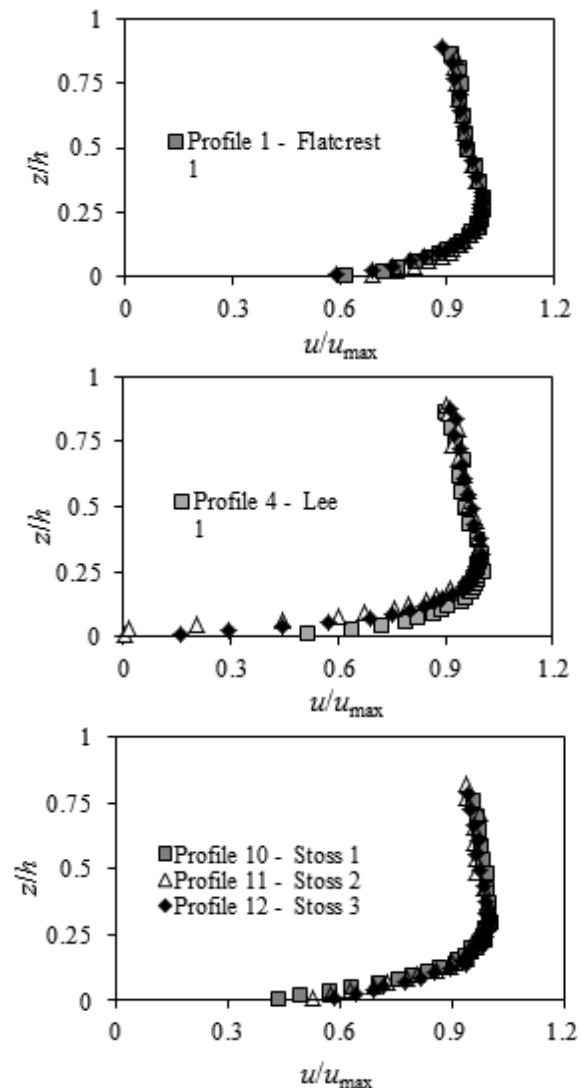 1
0.75
z/h
0.5
0.25
0
Profile 1 - Flatcrest
1
0 0.3 0.6 0.9 1.2
u/umax
1
0.75
z/h
0.5
0.25
0
Profile 4 - Lee
1
0 0.3 0.6 0.9 1.2
u/umax
1
0.75
z/h
0.5
0.25
0
Profile 10 - Stoss 1
Profile 11 - Stoss 2
Profile 12 - Stoss 3
0 0.3 0.6 0.9 1.2
u/umax